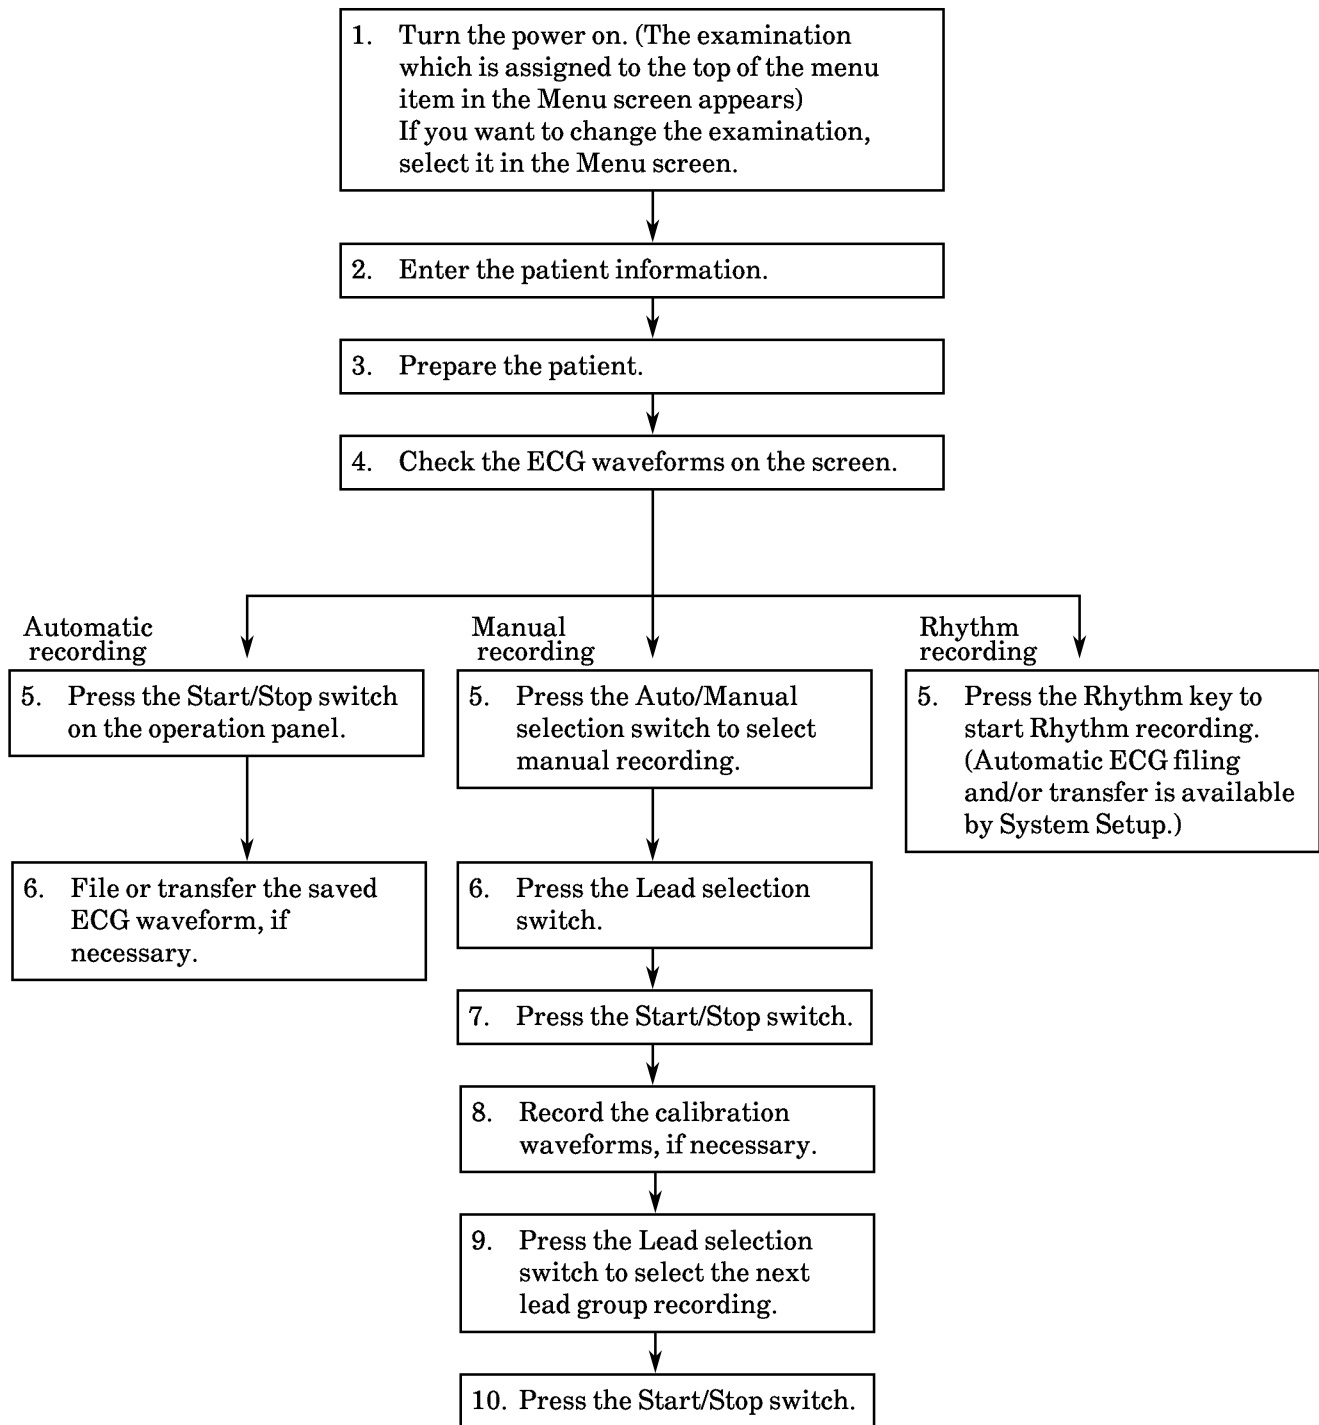 1. Turn the power on. (The examination
which is assigned to the top of the menu
item in the Menu screen appears)
If you want to change the examination,
select it in the Menu screen.
2. Enter the patient information.
3. Prepare the patient.
4. Check the ECG waveforms on the screen.
Automatic
recording
5. Press the Start/Stop switch
on the operation panel.
6. File or transfer the saved
ECG waveform, if
necessary.
Manual
recording
5. Press the Auto/Manual
selection switch to select
manual recording.
6. Press the Lead selection
switch.
7. Press the Start/Stop switch.
8. Record the calibration
waveforms, if necessary.
9. Press the Lead selection
switch to select the next
lead group recording.
10. Press the Start/Stop switch.
Rhythm
recording
5. Press the Rhythm key to
start Rhythm recording.
(Automatic ECG filing
and/or transfer is available
by System Setup.)